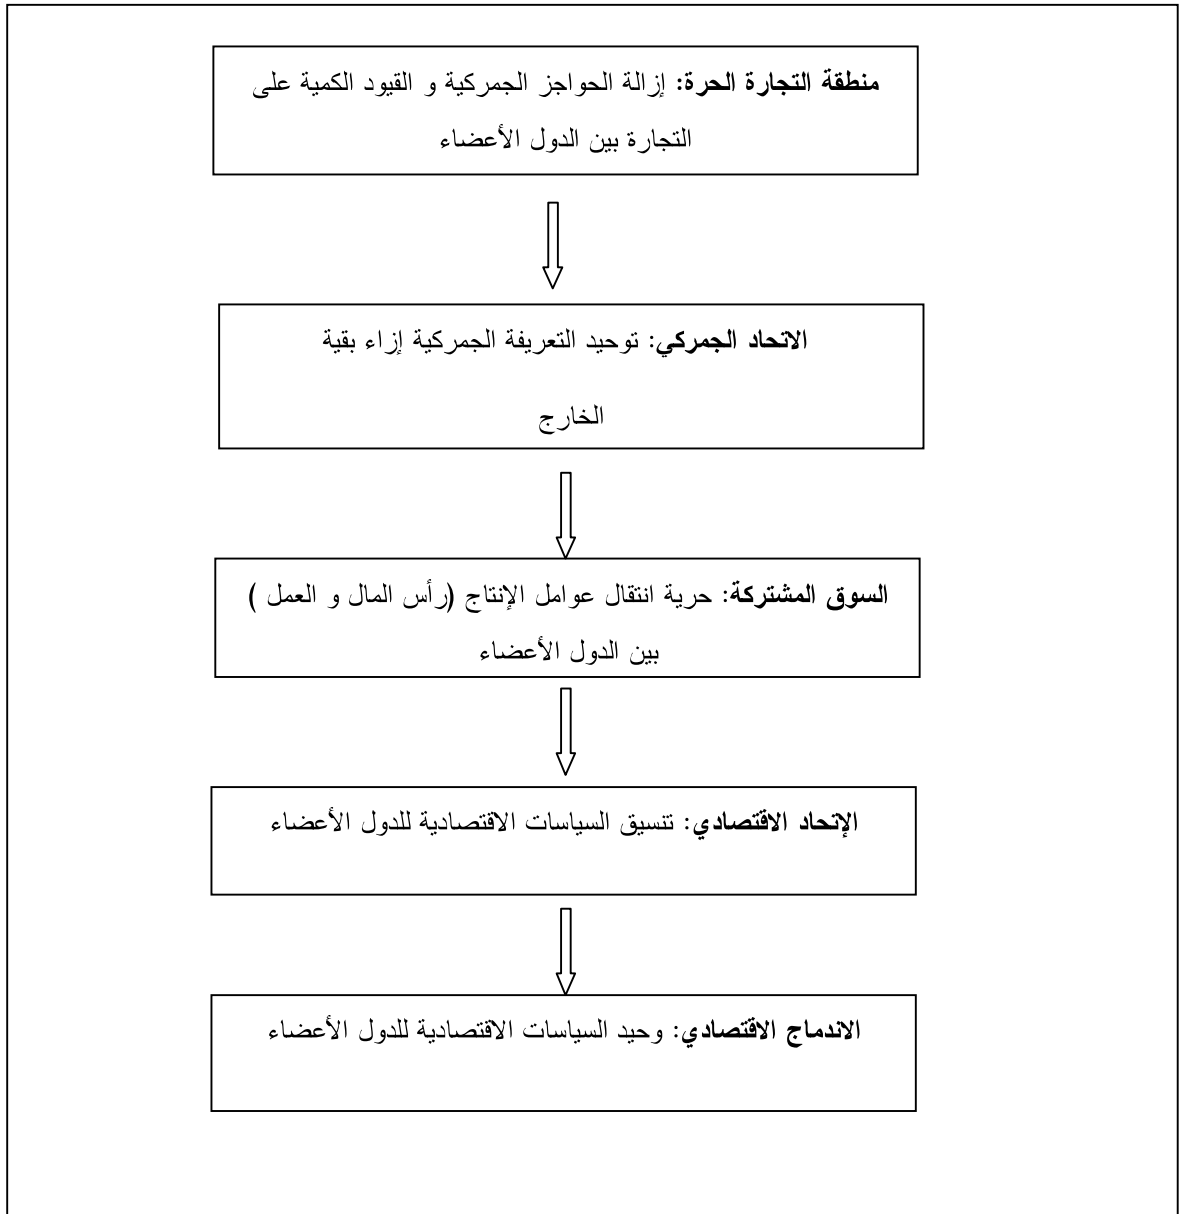 منطقة التجارة الحرة: إزالة الحواجز الجمركية و القيود الكمية على
التجارة بين الدول الأعضاء
الاتحاد الجمركي: توحيد التعريفة الجمركية إزاء بقية
الخارج
السوق المشتركة: حرية انتقال عوامل الإنتاج (رأس المال و العمل )
بين الدول الأعضاء
الإتحاد الاقتصادي: تنسيق السياسات الاقتصادية للدول الأعضاء
الاندماج الاقتصادي: وحيد السياسات الاقتصادية للدول الأعضاء